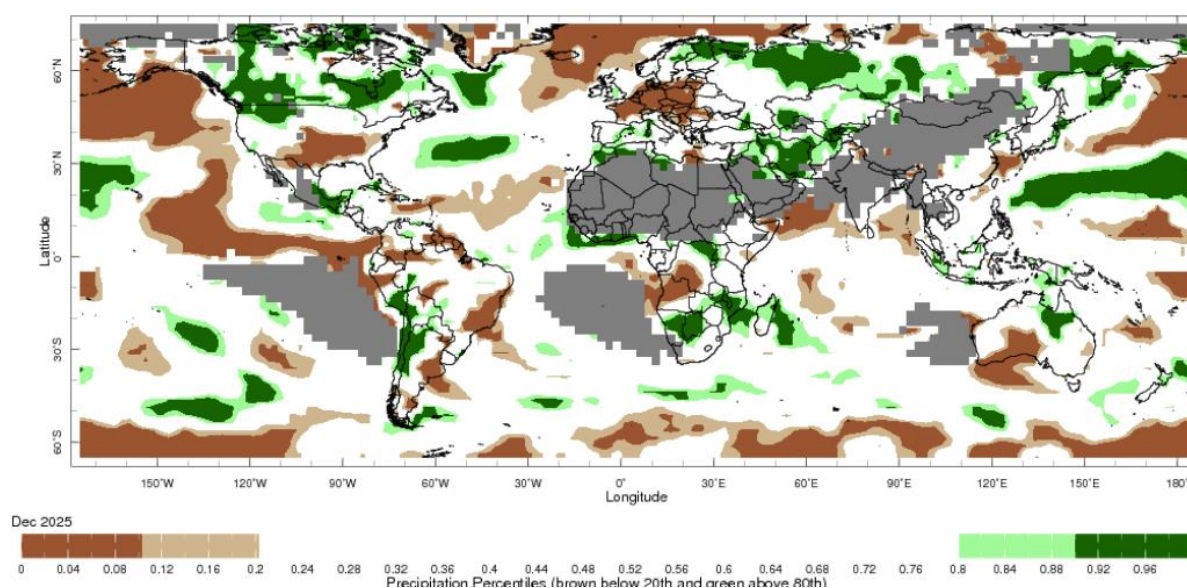 60°N
30°N
0°
30°S
60°S
Latitude
150°W 120°W 90°W 60°W 30°W 0° 30°E 60°E 90°E 120°E 150°E 180°
Longitude
Dec 2025
0 0.04 0.08 0.12 0.16 0.2 0.24 0.28 0.32 0.36 0.4 0.44 0.48 0.52 0.56 0.6 0.64 0.68 0.72 0.76 0.8 0.84 0.88 0.92 0.96
Precipitation Percentiles (brown below 20th and green above 80th)